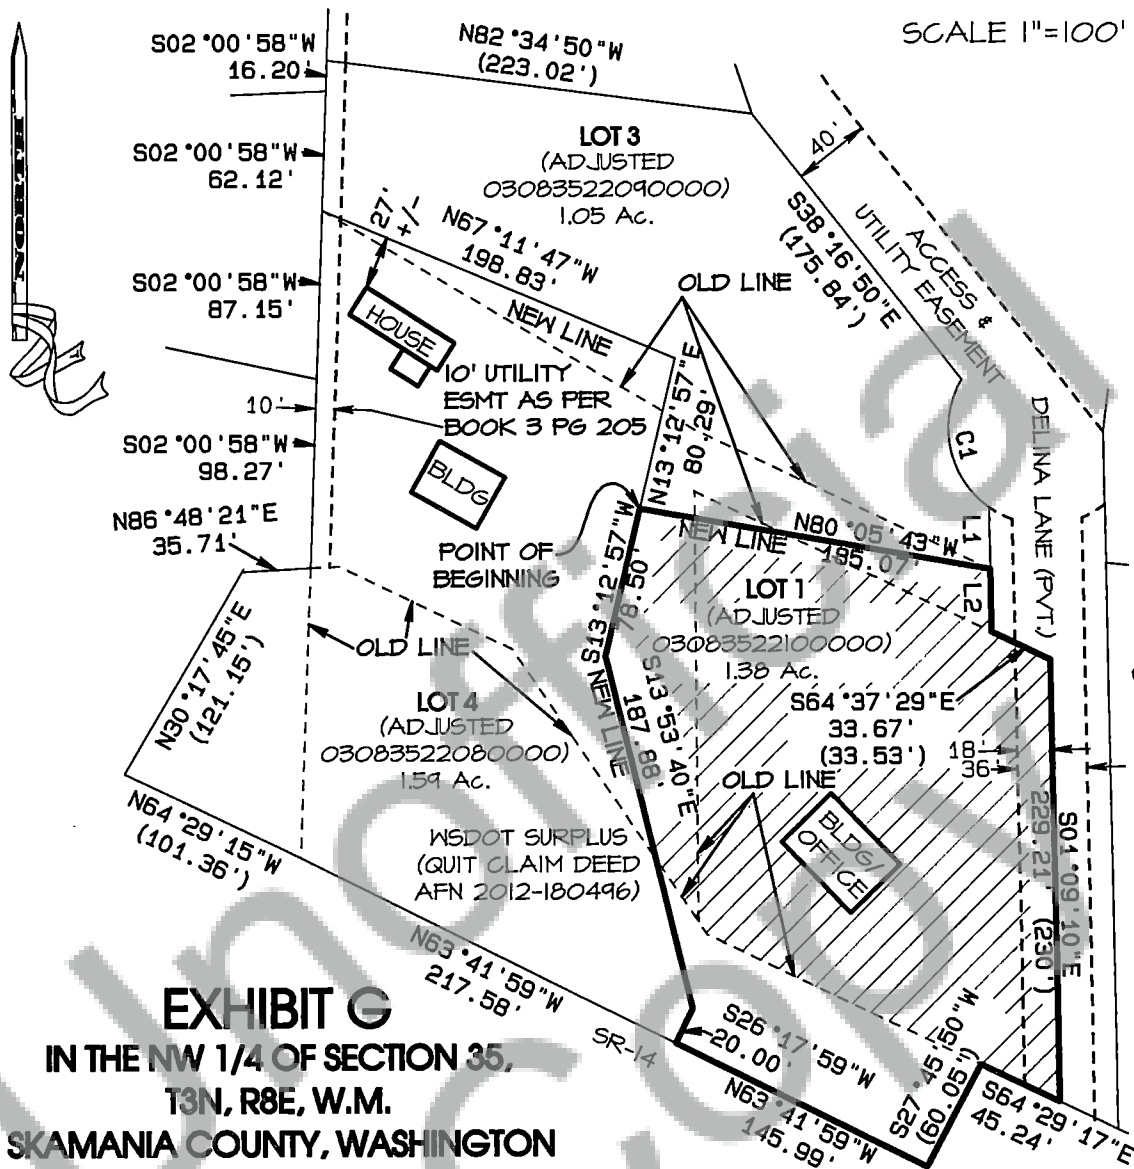 SCALE 1"=100'
NORTH
S02°00'58"W
16.20'
N82°34'50"W
(223.02')
S02°00'58"W
62.12'
LOT 3
(ADJUSTED
03083522090000)
1.05 Ac.
40'
S38°16'50"E
(175.84')
ACCESS &
UTILITY EASEMENT
27'
+/-
N67°11'47"W
198.83'
S02°00'58"W
87.15'
OLD LINE
NEW LINE
HOUSE
10' UTILITY
ESMT AS PER
BOOK 3 PG 205
10'
N13°12'57"E
80.29'
C1
DELINA LANE (PVT.)
S02°00'58"W
98.27'
BLDG
N86°48'21"E
35.71'
POINT OF
BEGINNING
NEW LINE
N80°05'43"W
185.07'
L1
L2
S13°12'57"W
78.50'
LOT 1
(ADJUSTED
03083522100000)
1.38 Ac.
N30°17'45"E
(121.15')
OLD LINE
LOT 4
(ADJUSTED
03083522080000)
1.59 Ac.
NEW LINE
S13°53'40"E
187.88'
S64°37'29"E
33.67
(33.53')
18'
36'
OLD LINE
BLDG/
OFFICE
S01°09'10"E
229.21' (230')
N64°29'15"W
(101.36')
WSDOT SURPLUS
(QUIT CLAIM DEED
AFN 2012-180496)
N63°41'59"W
217.58'
SR-14
S26°17'59"W
20.00'
N63°41'59"W
145.99'
S27°45'50"W
(60.05')
S64°29'17"E
45.24'
EXHIBIT G
IN THE NW 1/4 OF SECTION 35,
T3N, R8E, W.M.
SKAMANIA COUNTY, WASHINGTON
Unofficial
Copy